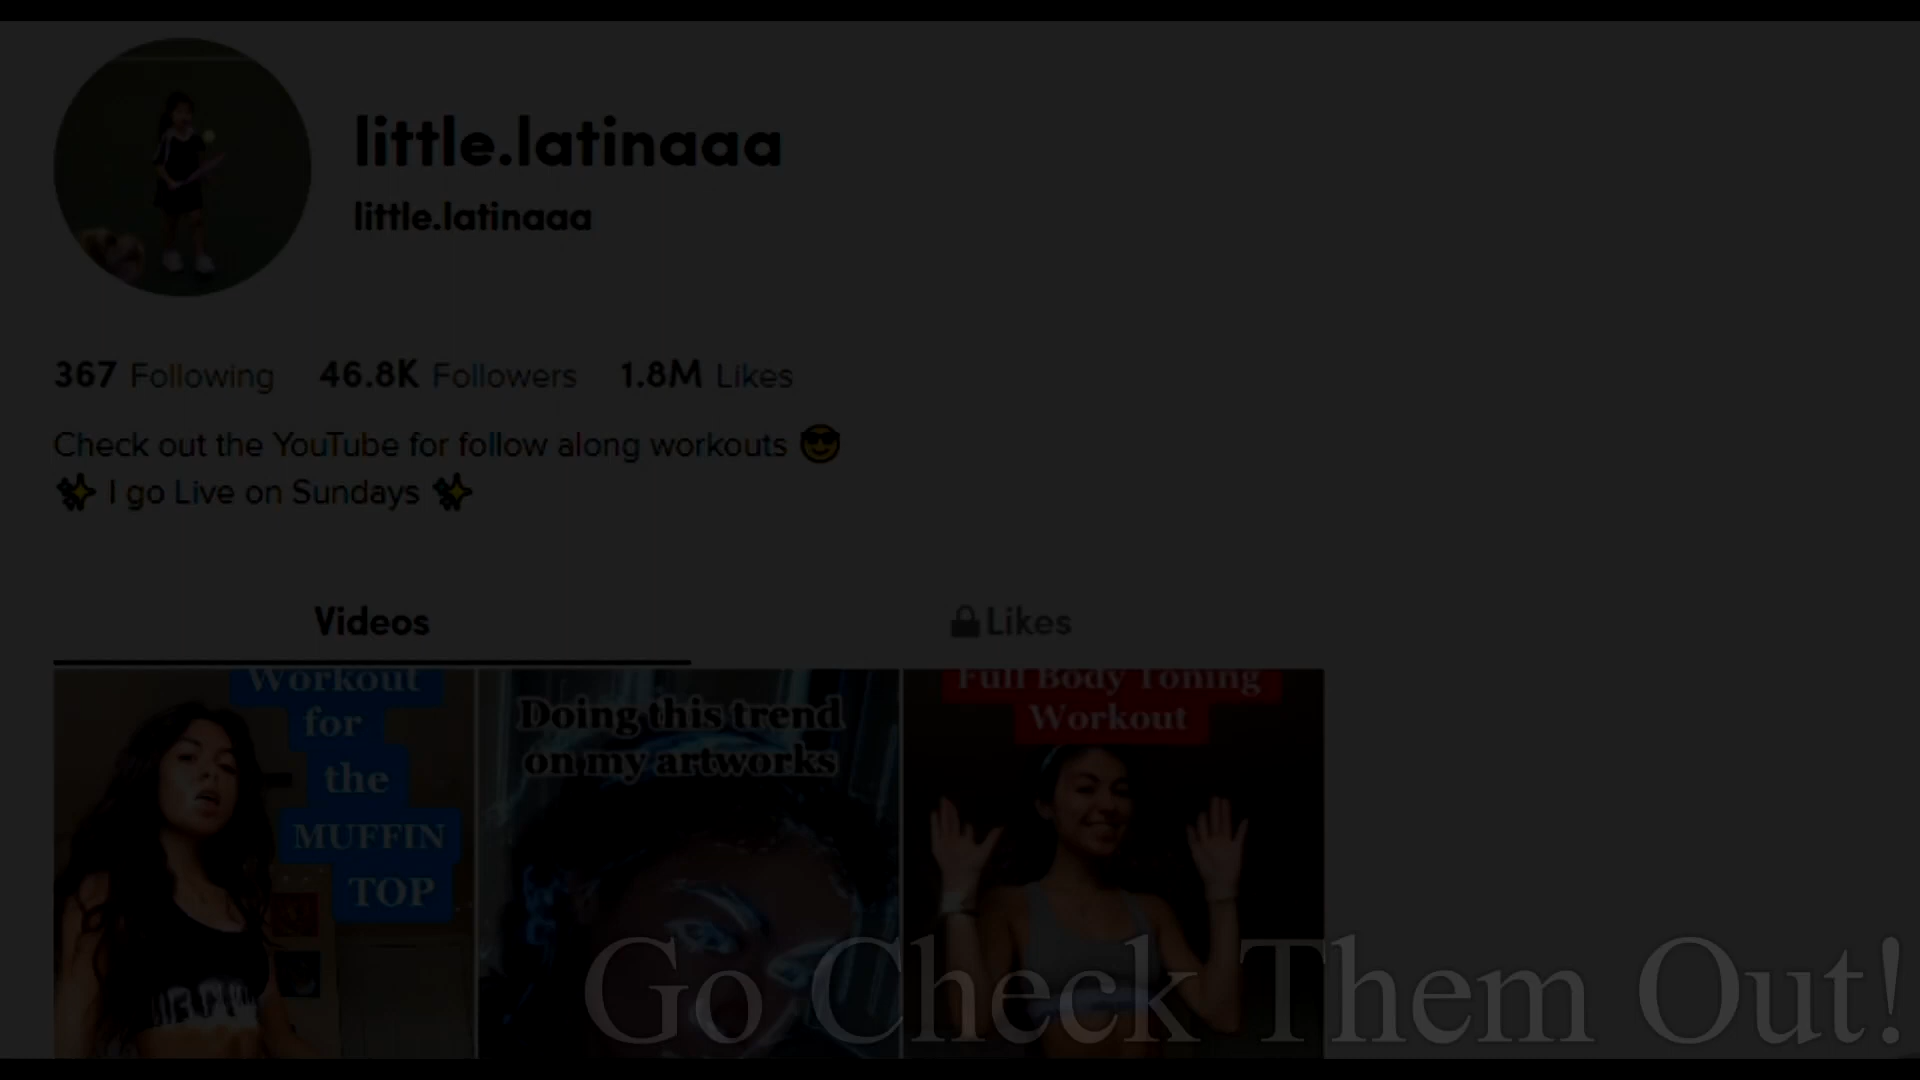 little.latinaaa
little.latinaaa
367 Following 46.8K Followers 1.8M Likes
Check out the YouTube for follow along workouts 😎
✨ I go Live on Sundays ✨
Videos
Likes
Workout
for
the
MUFFIN
TOP
Doing this trend
on my artworks
Full Body Toning
Workout
Go Check Them Out!